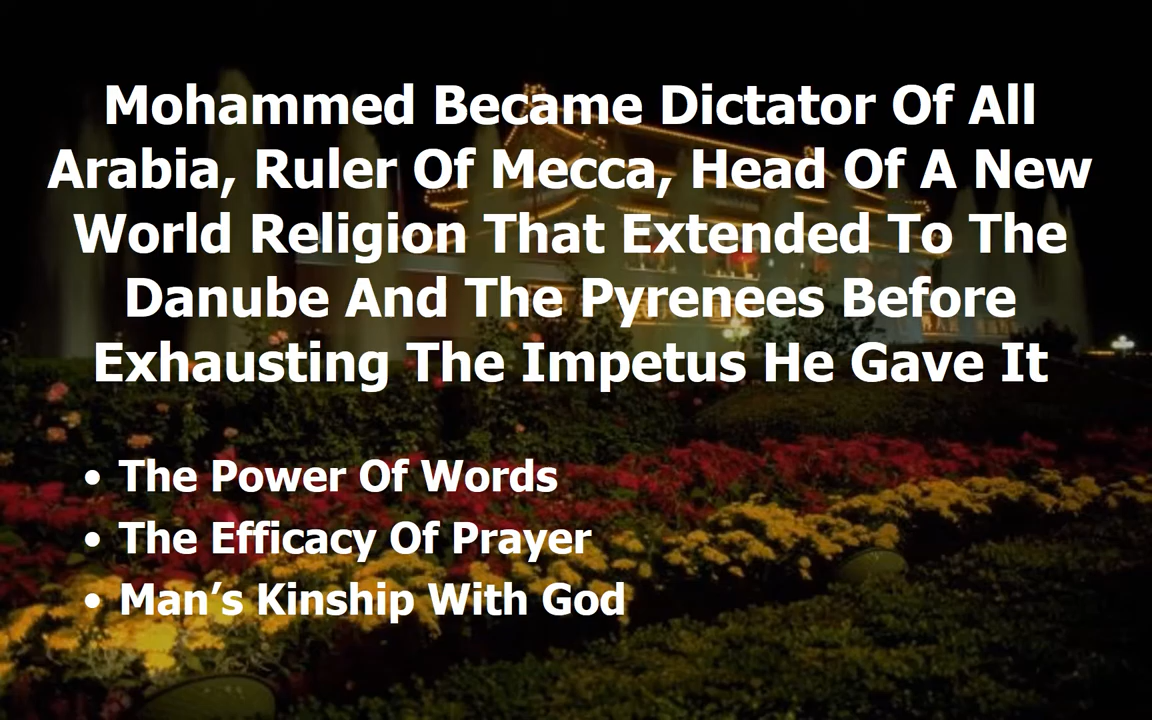 Mohammed Became Dictator Of All
Arabia, Ruler Of Mecca, Head Of A New
World Religion That Extended To The
Danube And The Pyrenees Before
Exhausting The Impetus He Gave It
• The Power Of Words
• The Efficacy Of Prayer
• Man’s Kinship With God